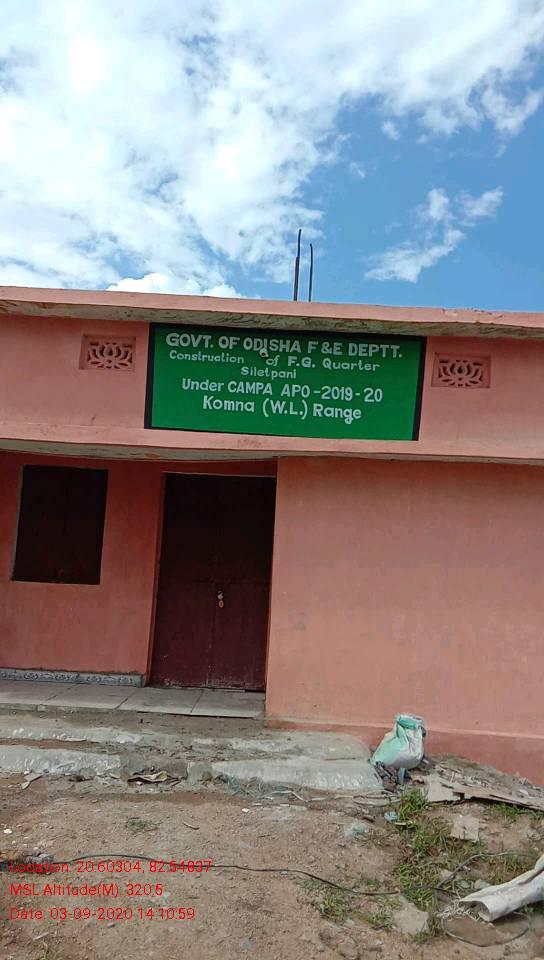 GOVT. OF ODISHA F&E DEPTT.
Construction of F.G. Quarter
Siletpani
Under CAMPA APO-2019-20
Komna (W.L.) Range
Location: 20.60304, 82.54837
MSL Altitude(M): 320.5
Date: 03-09-2020 14:10:59